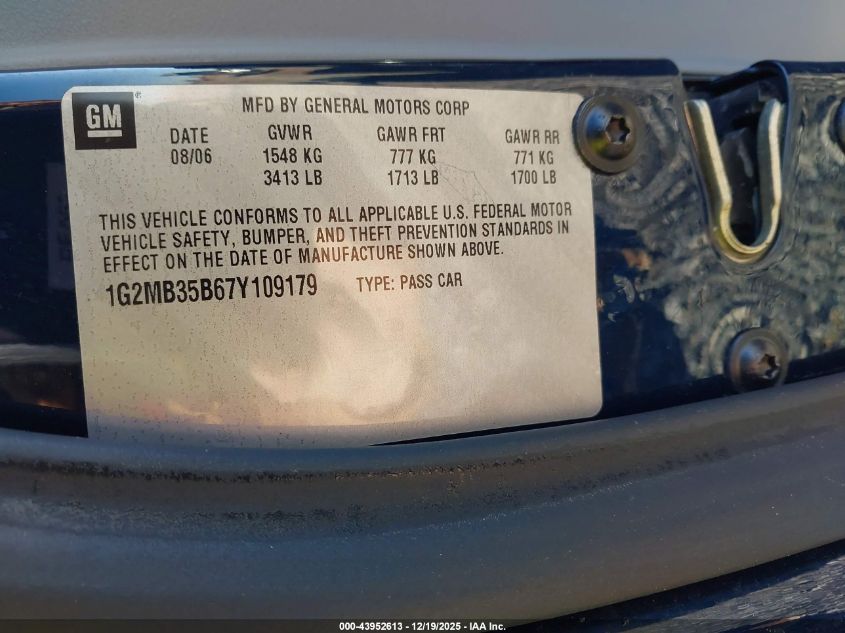 GM
MFD BY GENERAL MOTORS CORP
DATE GVWR GAWR FRT GAWR RR
08/06 1548 KG 777 KG 771 KG
3413 LB 1713 LB 1700 LB
THIS VEHICLE CONFORMS TO ALL APPLICABLE U.S. FEDERAL MOTOR
VEHICLE SAFETY, BUMPER, AND THEFT PREVENTION STANDARDS IN
EFFECT ON THE DATE OF MANUFACTURE SHOWN ABOVE.
1G2MB35B67Y109179 TYPE: PASS CAR
000-43952613 - 12/19/2025 - IAA Inc.